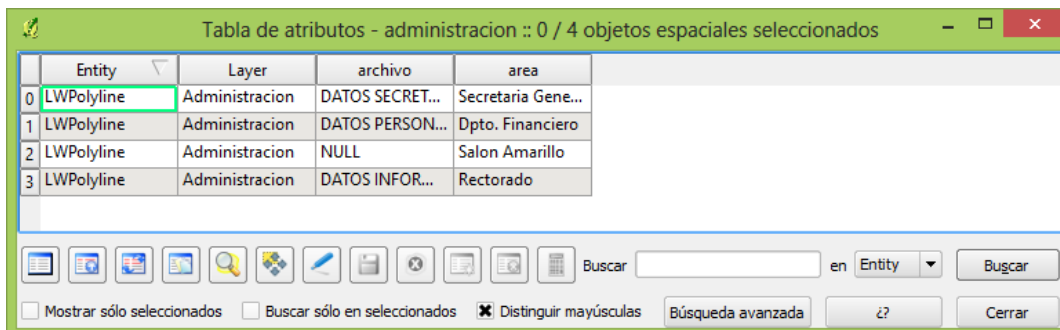 Tabla de atributos - administracion :: 0 / 4 objetos espaciales seleccionados
Entity Layer archivo area
0 LWPolyline Administracion DATOS SECRET... Secretaria Gene...
1 LWPolyline Administracion DATOS PERSON... Dpto. Financiero
2 LWPolyline Administracion NULL Salon Amarillo
3 LWPolyline Administracion DATOS INFOR... Rectorado
Buscar en Entity Buscar
Mostrar sólo seleccionados Buscar sólo en seleccionados Distinguir mayúsculas Búsqueda avanzada ¿? Cerrar